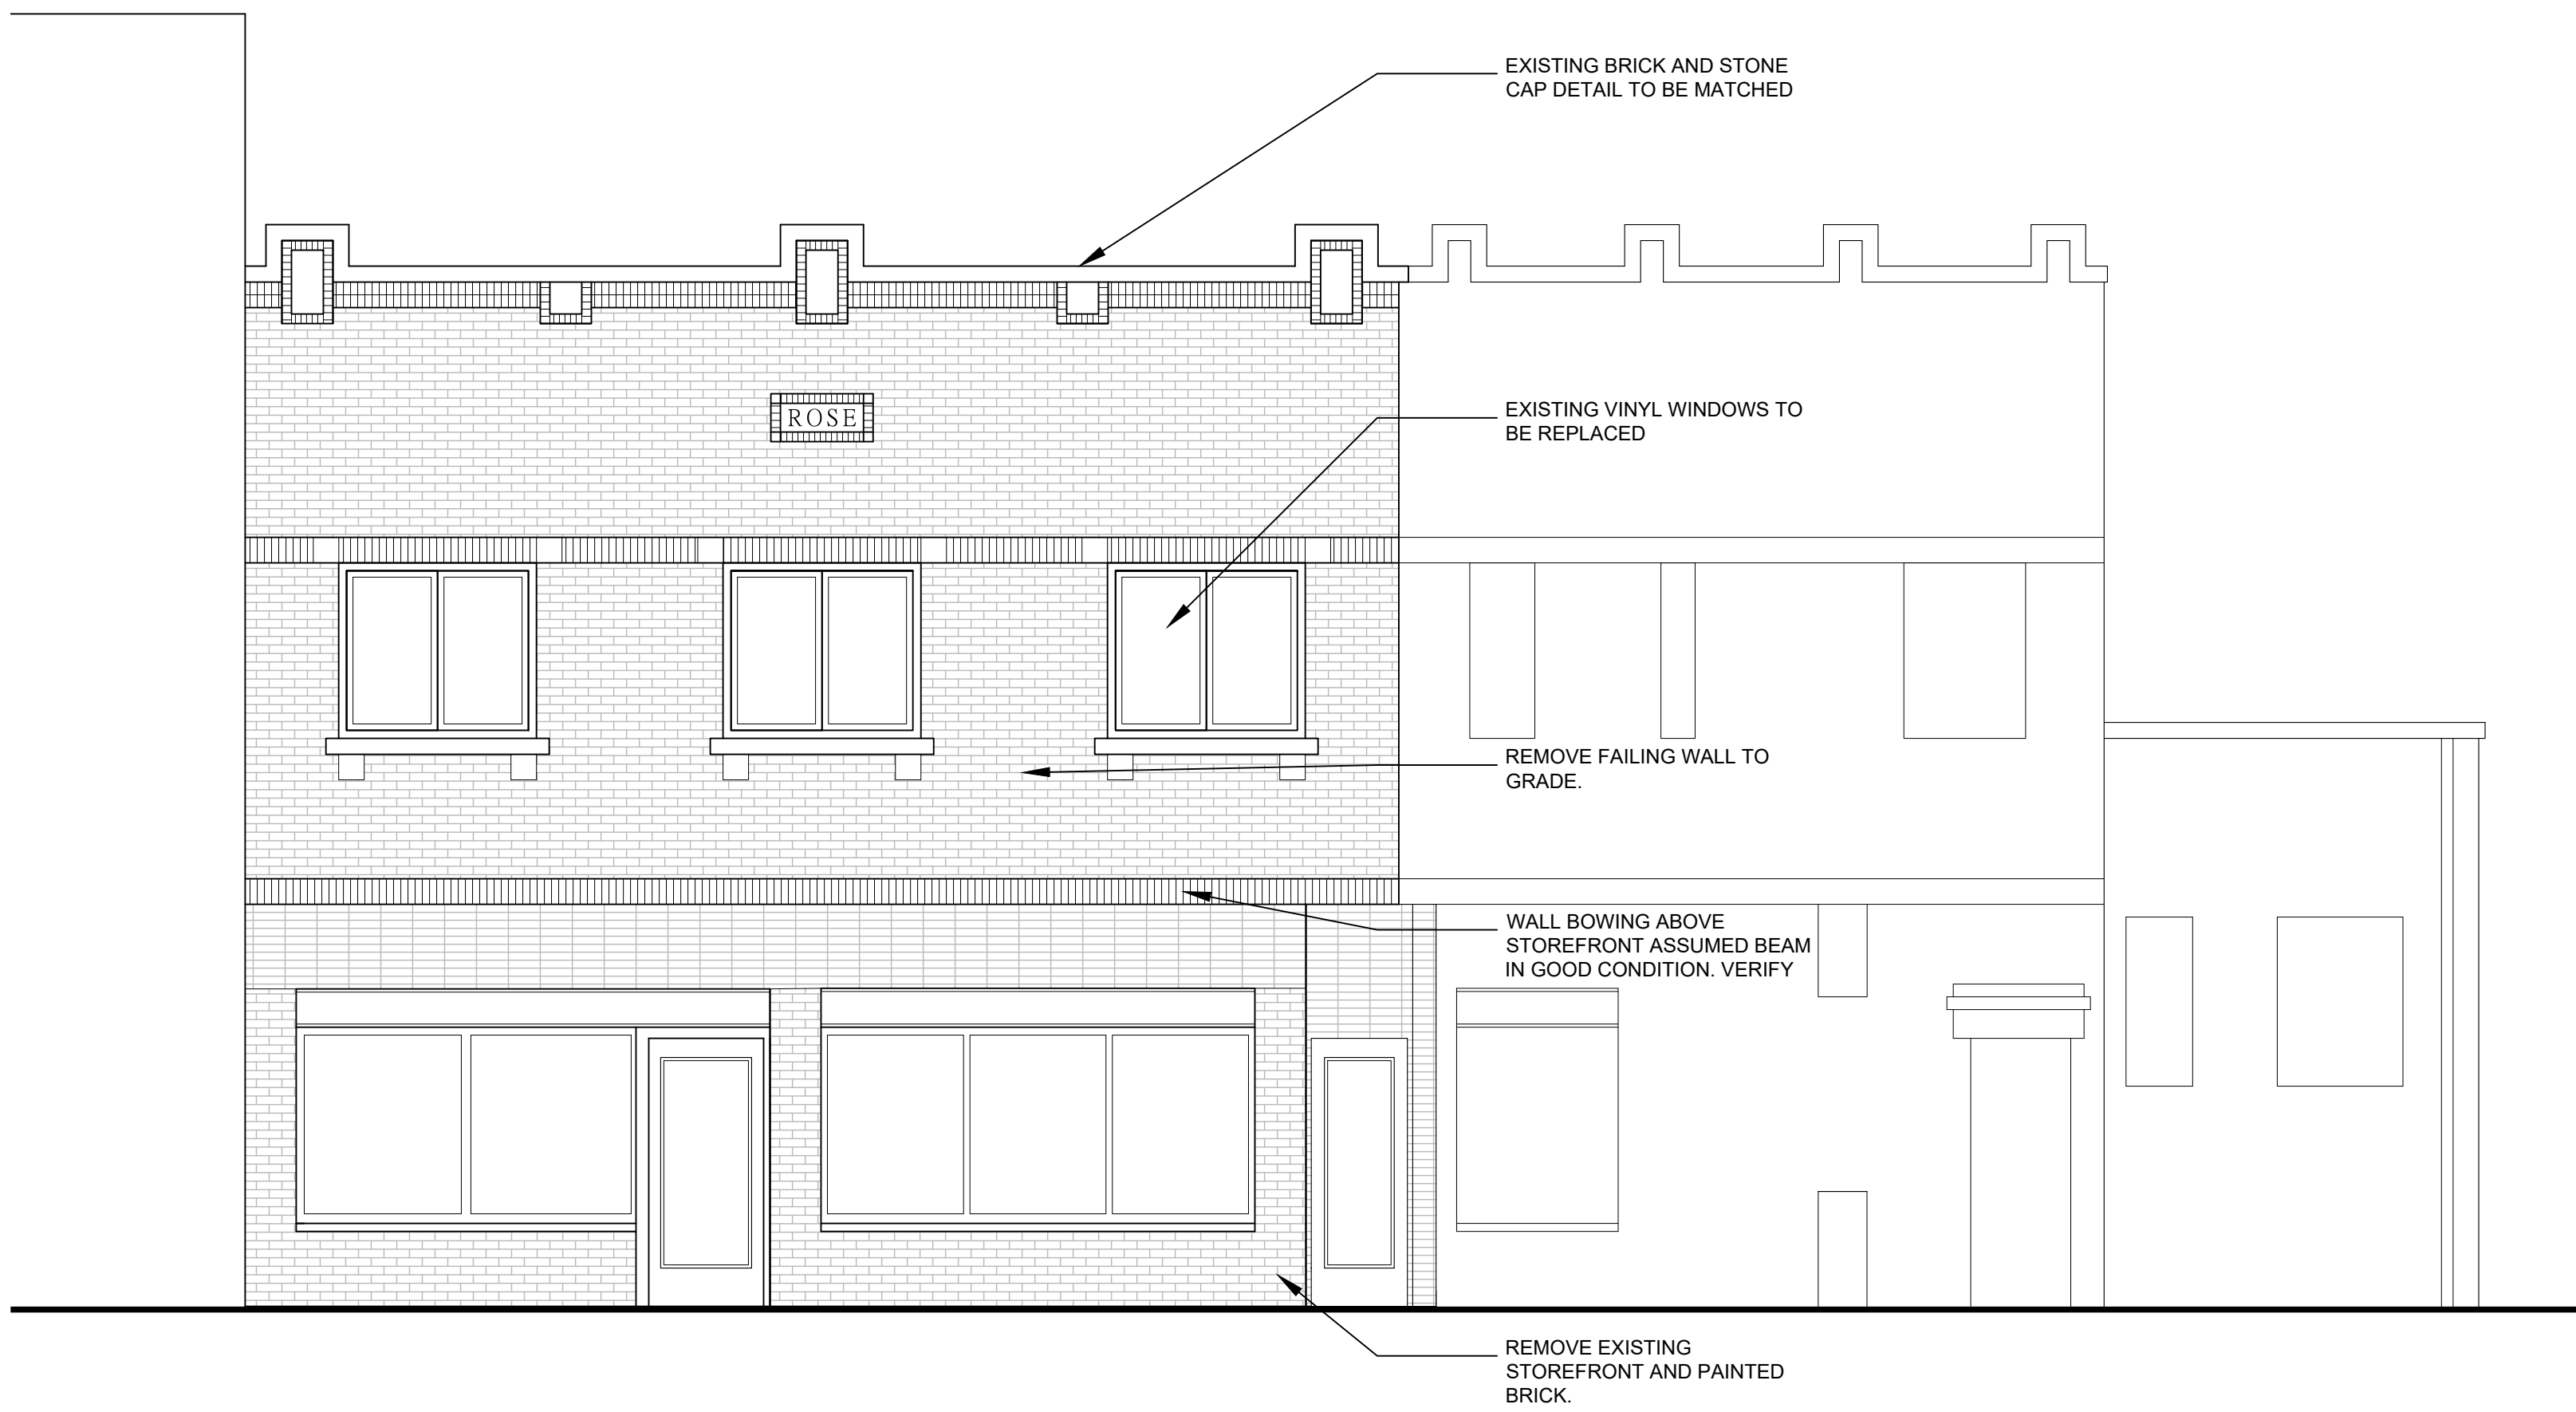 EXISTING BRICK AND STONE
CAP DETAIL TO BE MATCHED
ROSE
EXISTING VINYL WINDOWS TO
BE REPLACED
REMOVE FAILING WALL TO
GRADE.
WALL BOWING ABOVE
STOREFRONT ASSUMED BEAM
IN GOOD CONDITION. VERIFY
REMOVE EXISTING
STOREFRONT AND PAINTED
BRICK.